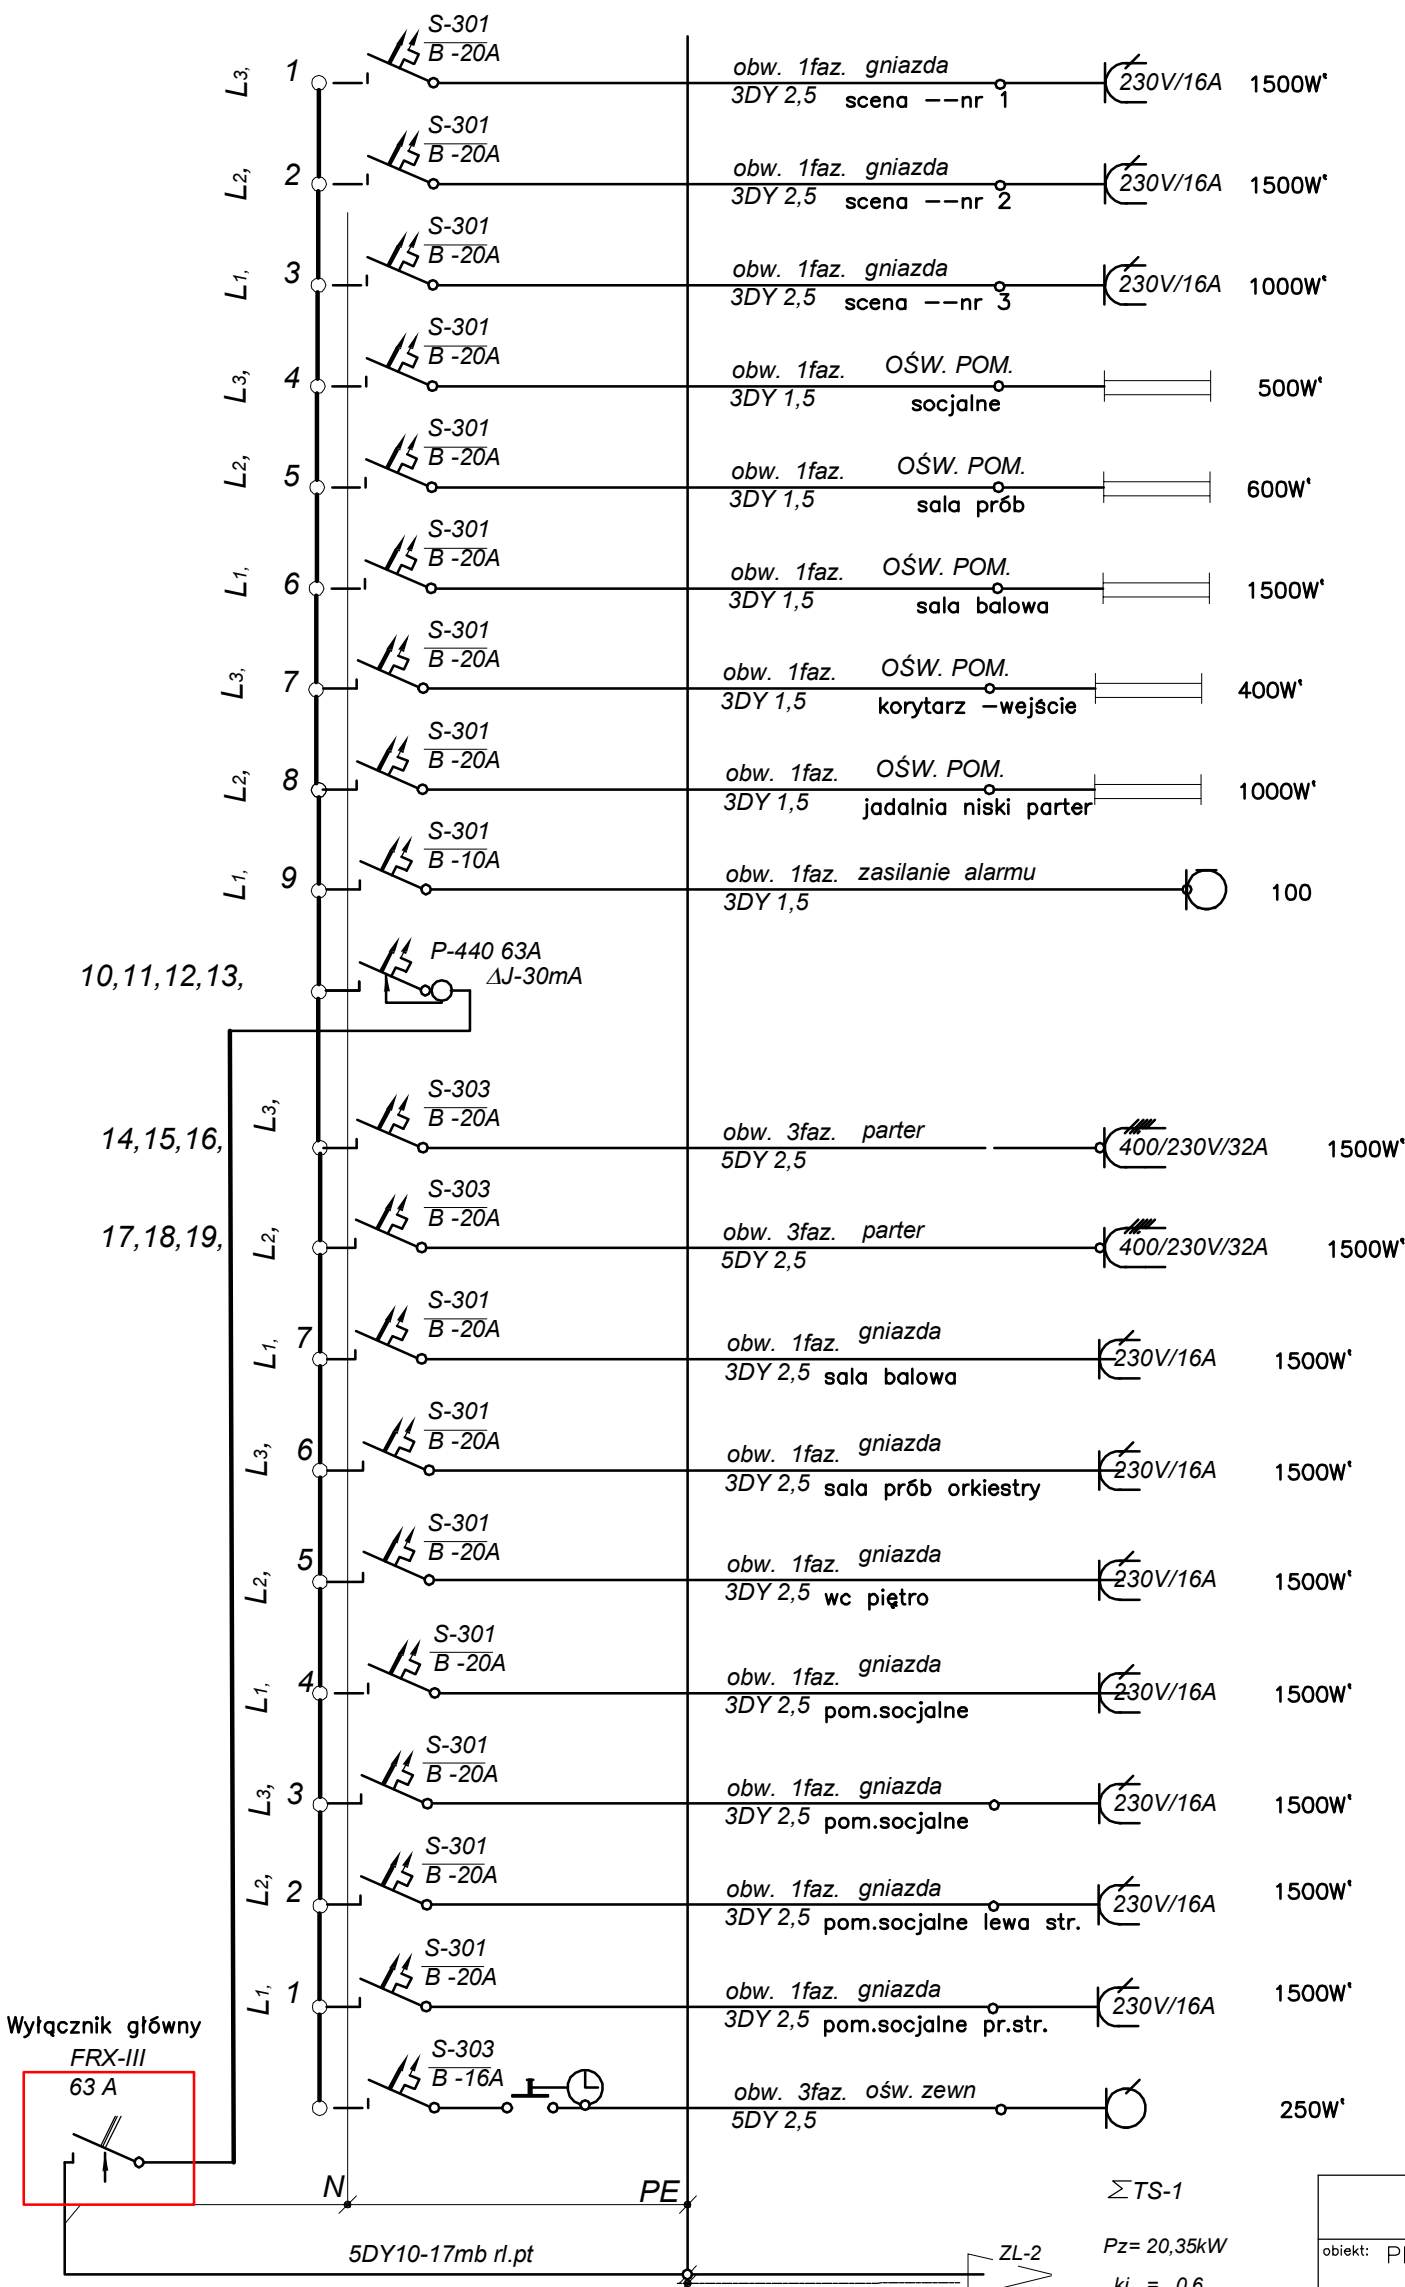 L3, 1 S-301 obw. 1faz. gniazda 230V/16A 1500W
B -20A 3DY 2,5 scena --nr 1
L2, 2 S-301 obw. 1faz. gniazda 230V/16A 1500W
B -20A 3DY 2,5 scena --nr 2
L1, 3 S-301 obw. 1faz. gniazda 230V/16A 1000W
B -20A 3DY 2,5 scena --nr 3
L3, 4 S-301 obw. 1faz. OŚW. POM. 500W
B -20A 3DY 1,5 socjalne
L2, 5 S-301 obw. 1faz. OŚW. POM. 600W
B -20A 3DY 1,5 sala prób
L1, 6 S-301 obw. 1faz. OŚW. POM. 1500W
B -20A 3DY 1,5 sala balowa
L3, 7 S-301 obw. 1faz. OŚW. POM. 400W
B -20A 3DY 1,5 korytarz -wejście
L2, 8 S-301 obw. 1faz. OŚW. POM. 1000W
B -20A 3DY 1,5 jadalnia niski parter
L1, 9 S-301 obw. 1faz. zasilanie alarmu 100
B -10A 3DY 1,5
10,11,12,13, P-440 63A
ΔJ-30mA
14,15,16, L3, S-303 obw. 3faz. parter 400/230V/32A 1500W
B -20A 5DY 2,5
17,18,19, L2, S-303 obw. 3faz. parter 400/230V/32A 1500W
B -20A 5DY 2,5
L1, 7 S-301 obw. 1faz. gniazda 230V/16A 1500W
B -20A 3DY 2,5 sala balowa
L3, 6 S-301 obw. 1faz. gniazda 230V/16A 1500W
B -20A 3DY 2,5 sala prób orkiestry
L2, 5 S-301 obw. 1faz. gniazda 230V/16A 1500W
B -20A 3DY 2,5 wc piętro
L1, 4 S-301 obw. 1faz. gniazda 230V/16A 1500W
B -20A 3DY 2,5 pom.socjalne
L3, 3 S-301 obw. 1faz. gniazda 230V/16A 1500W
B -20A 3DY 2,5 pom.socjalne
L2, 2 S-301 obw. 1faz. gniazda 230V/16A 1500W
B -20A 3DY 2,5 pom.socjalne lewa str.
L1, 1 S-301 obw. 1faz. gniazda 230V/16A 1500W
B -20A 3DY 2,5 pom.socjalne pr.str.
Wyłącznik główny
FRX-III
63 A
S-303 obw. 3faz. ośw. zewn 250W
B -16A 5DY 2,5
N PE
ΣTS-1
5DY10-17mb rl.pt
ZL-2
Pz= 20,35kW
ki = 0,6
obiekt: